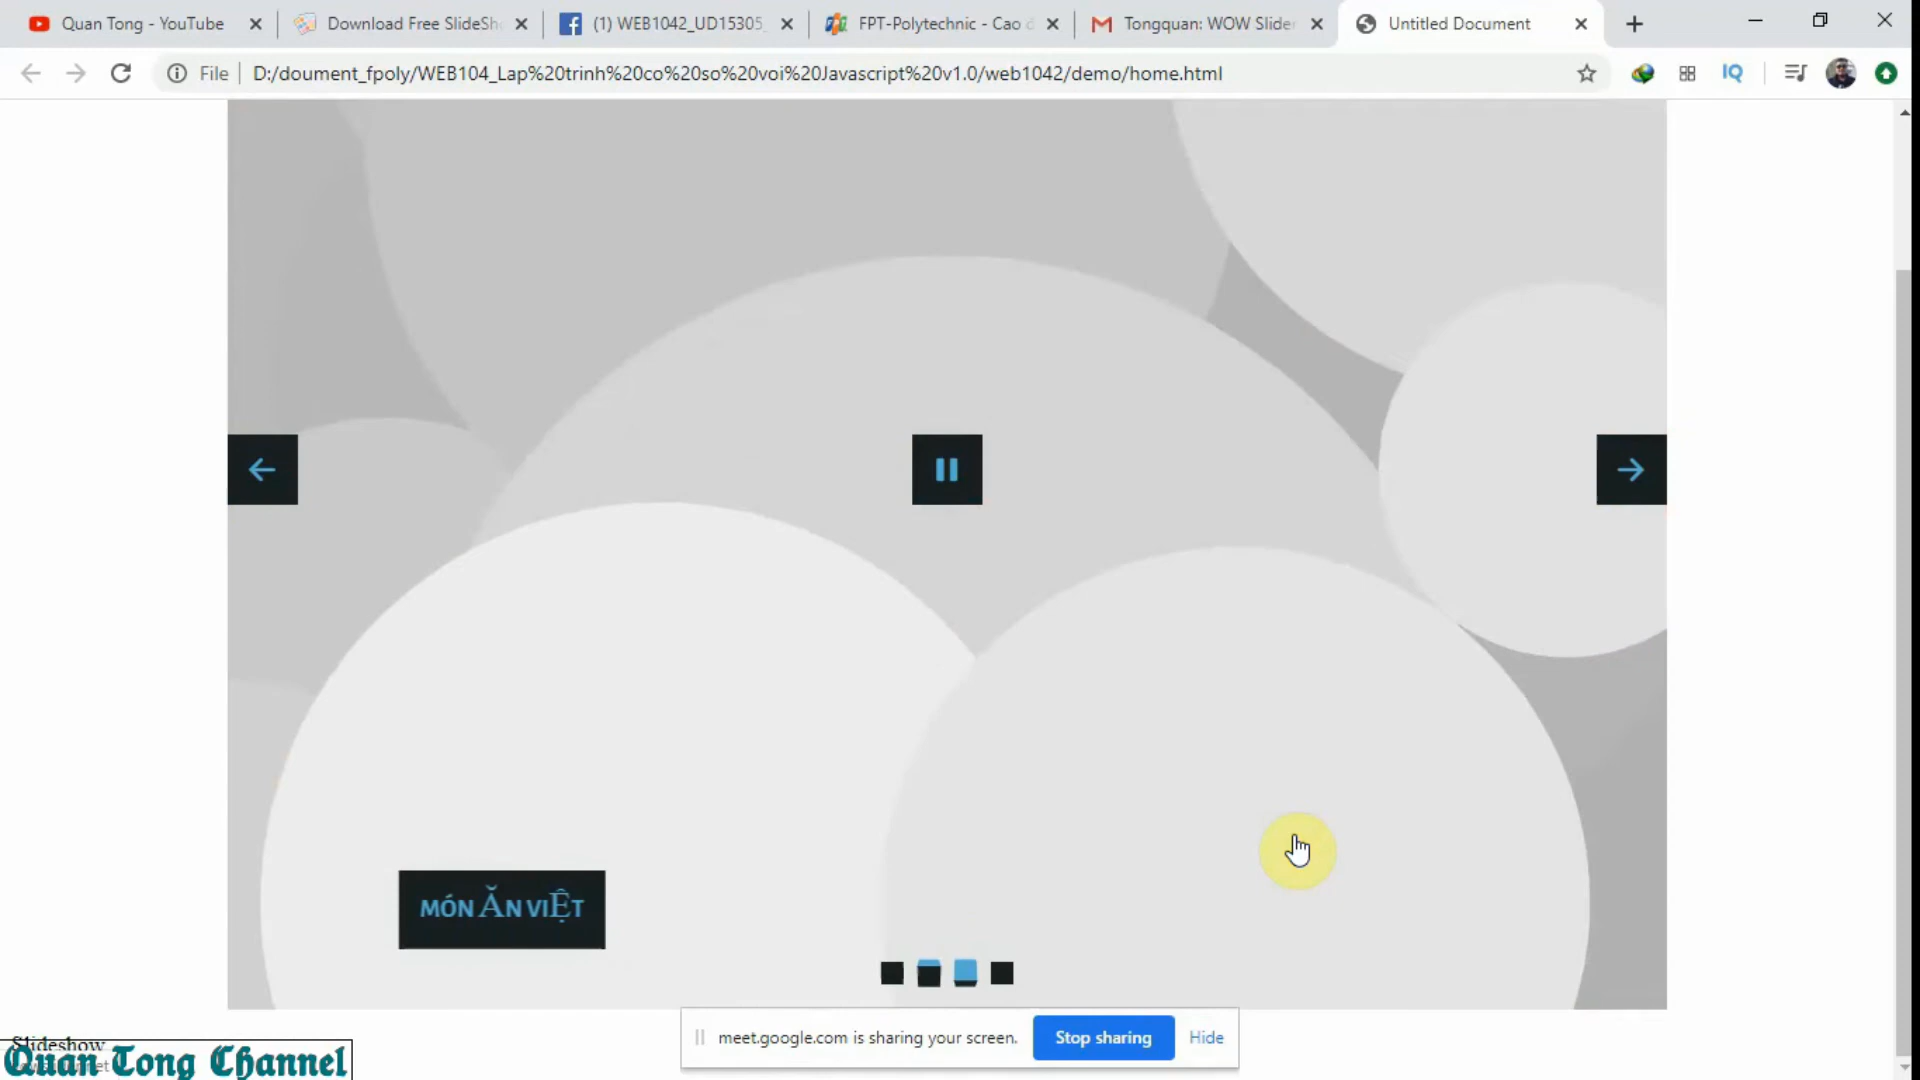 Quan Tong - YouTube
Download Free SlideSh
(1) WEB1042_UD15305_
FPT-Polytechnic - Cao
Tongquan: WOW Slider
Untitled Document
File
D:/doument_fpoly/WEB104_Lap%20trinh%20co%20so%20voi%20Javascript%20v1.0/web1042/demo/home.html
IQ
MÓN ĂN VIỆT
meet.google.com is sharing your screen.
Stop sharing
Hide
Slideshow
Quan Tong Channel